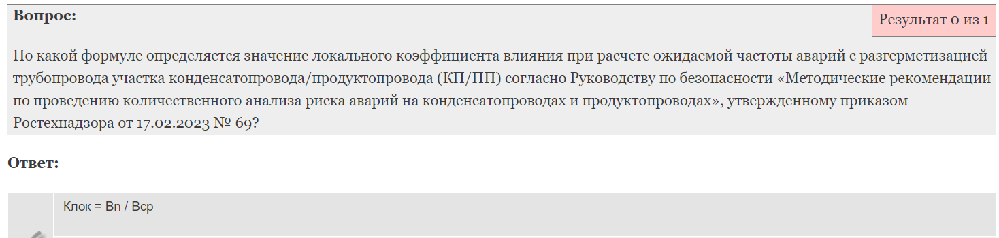 Вопрос:
Результат 0 из 1
По какой формуле определяется значение локального коэффициента влияния при расчете ожидаемой частоты аварий с разгерметизацией
трубопровода участка конденсатопровода/продуктопровода (КП/ПП) согласно Руководству по безопасности «Методические рекомендации
по проведению количественного анализа риска аварий на конденсатопроводах и продуктопроводах», утвержденному приказом
Ростехнадзора от 17.02.2023 № 69?
Ответ:
Клок = Bn / Вср